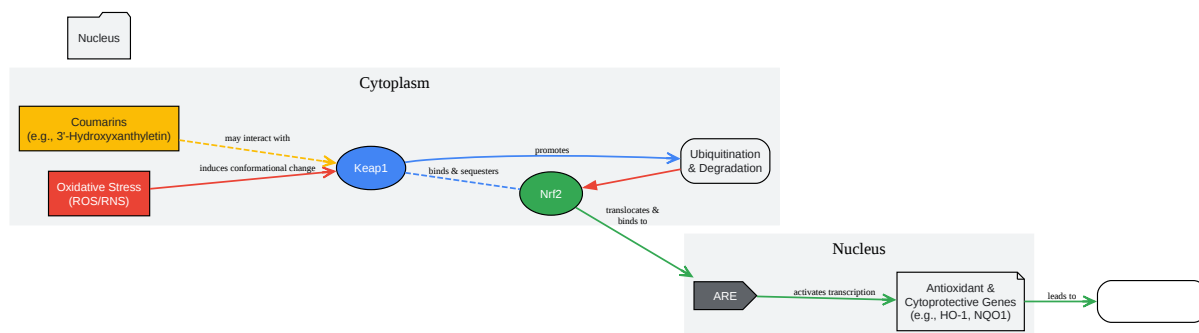 Nucleus
Cytoplasm
Coumarins
(e.g., 3'-Hydroxyxanthyletin)
may interact with
Oxidative Stress
(ROS/RNS)
induces conformational change
Keap1
promotes
binds & sequesters
Ubiquitination
& Degradation
Nrf2
translocates &
binds to
Nucleus
ARE
activates transcription
Antioxidant &
Cytoprotective Genes
(e.g., HO-1, NQO1)
leads to